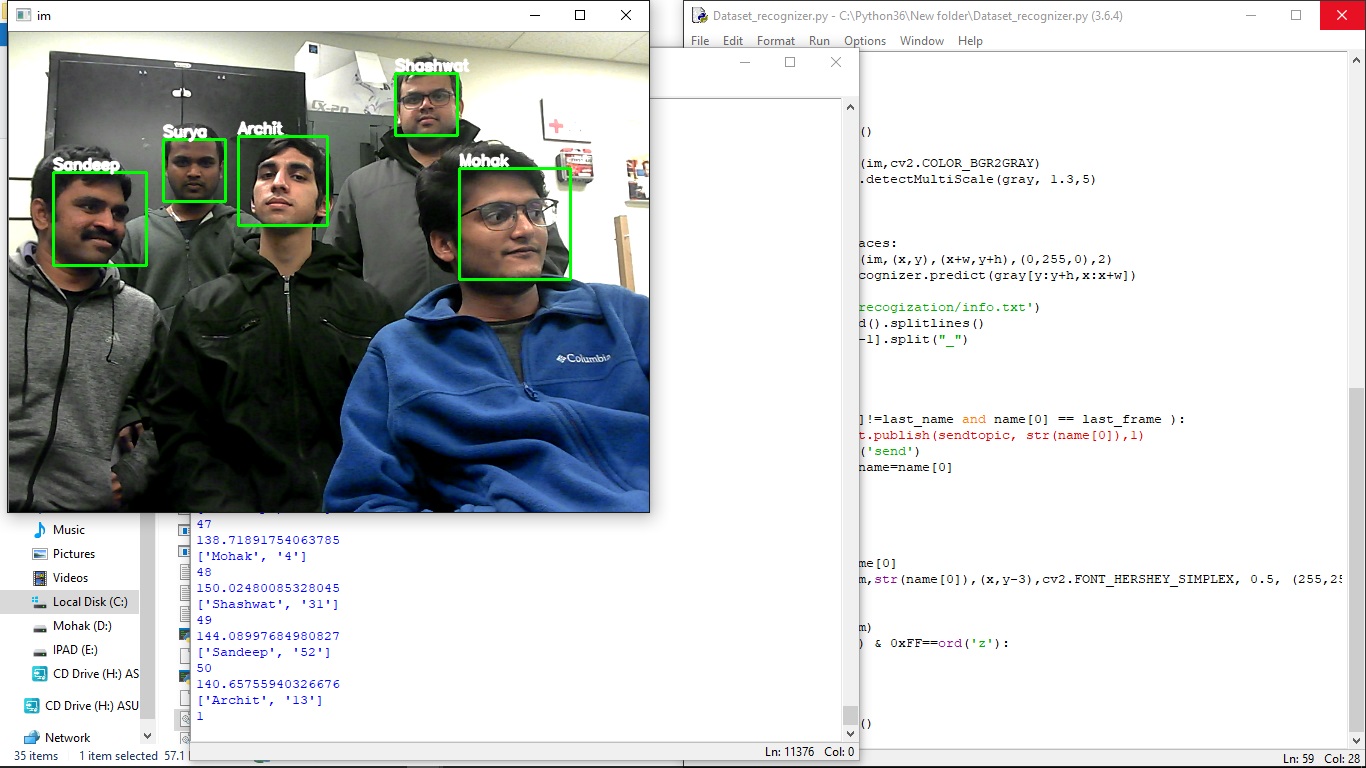 im
Dataset_recognizer.py - C:\Python36\New folder\Dataset_recognizer.py (3.6.4)
File Edit Format Run Options Window Help
Shashwat
CX-20
Surya
Archit
Sandeep
Mohak
Columbia
()
(im,cv2.COLOR_BGR2GRAY)
.detectMultiScale(gray, 1.3,5)
aces:
(im,(x,y),(x+w,y+h),(0,255,0),2)
cognizer.predict(gray[y:y+h,x:x+w])
recogization/info.txt')
d().splitlines()
-1].split("_")
]!=last_name and name[0] == last_frame ):
t.publish(sendtopic, str(name[0]),1)
('send')
name=name[0]
me[0]
m,str(name[0]),(x,y-3),cv2.FONT_HERSHEY_SIMPLEX, 0.5, (255,25
m)
) & 0xFF==ord('z'):
()
Music
Pictures
Videos
Local Disk (C:)
Mohak (D:)
IPAD (E:)
CD Drive (H:) AS
CD Drive (H:) ASU
Network
35 items 1 item selected 57.1
47
138.71891754063785
['Mohak', '4']
48
150.02480085328045
['Shashwat', '31']
49
144.08997684980827
['Sandeep', '52']
50
140.65755940326676
['Archit', '13']
1
Ln: 11376 Col: 0
Ln: 59 Col: 28